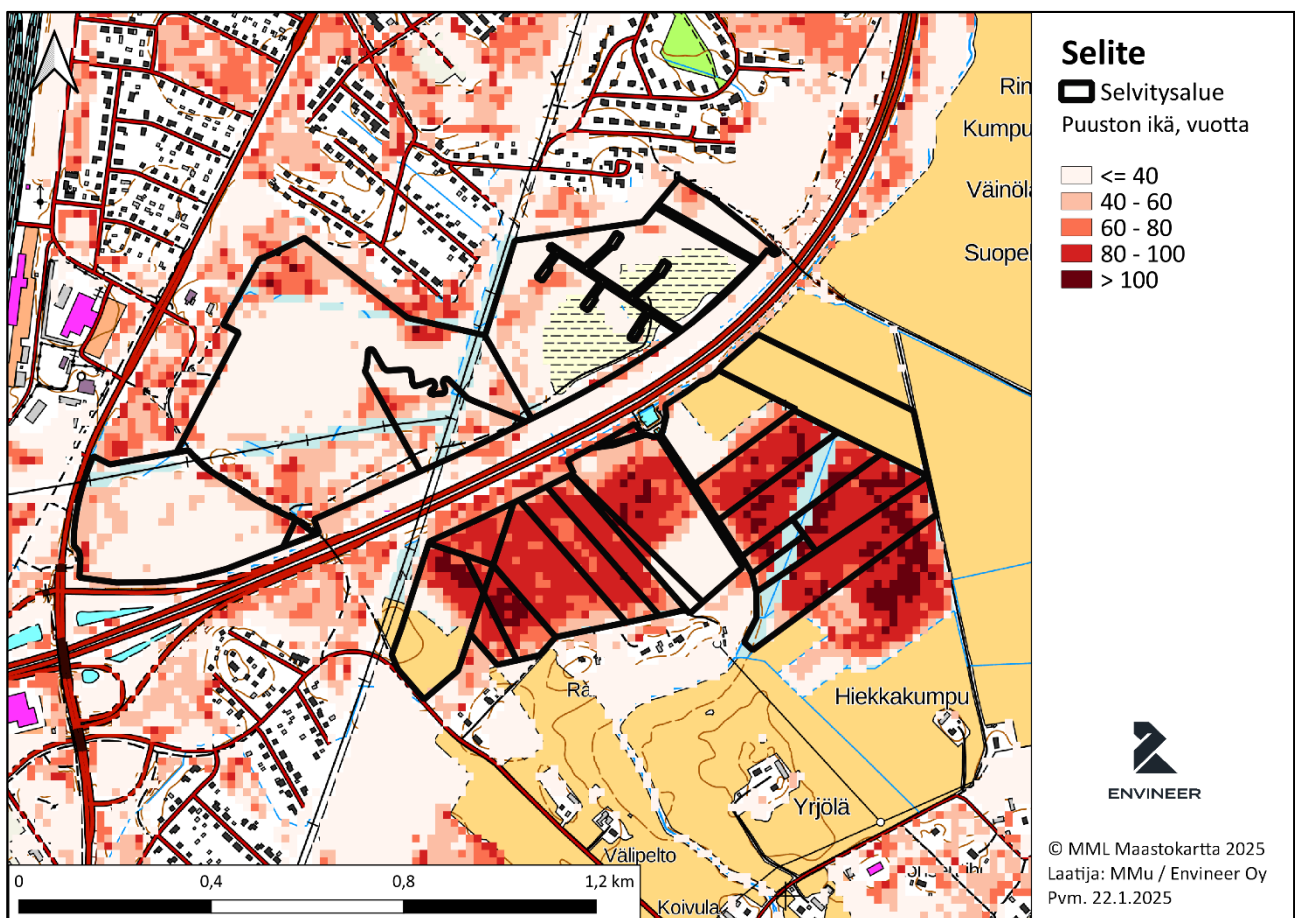 Selite
Selvitysalue
Puuston ikä, vuotta
<= 40
40 - 60
60 - 80
80 - 100
> 100
Rin
Kumpu
Väinölä
Suopel
Hiekkakumpu
Yrjölä
Välipelto
Koivula
0 0,4 0,8 1,2 km
ENVINEER
© MML Maastokartta 2025
Laatija: MMu / Envineer Oy
Pvm. 22.1.2025